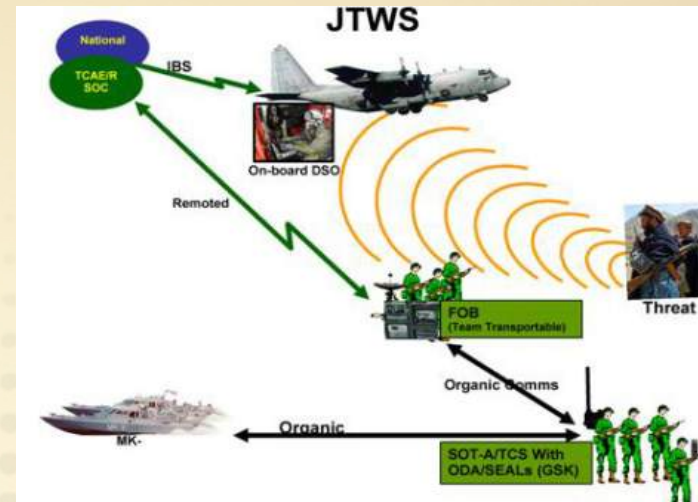 JTWS
National
TCAE/R
SOC
IBS
On-board DSO
Remoted
Threat
FOB
(Team Transportable)
Organic Comms
MK-
Organic
SOT-A/TCS With
ODA/SEALs (GSK)